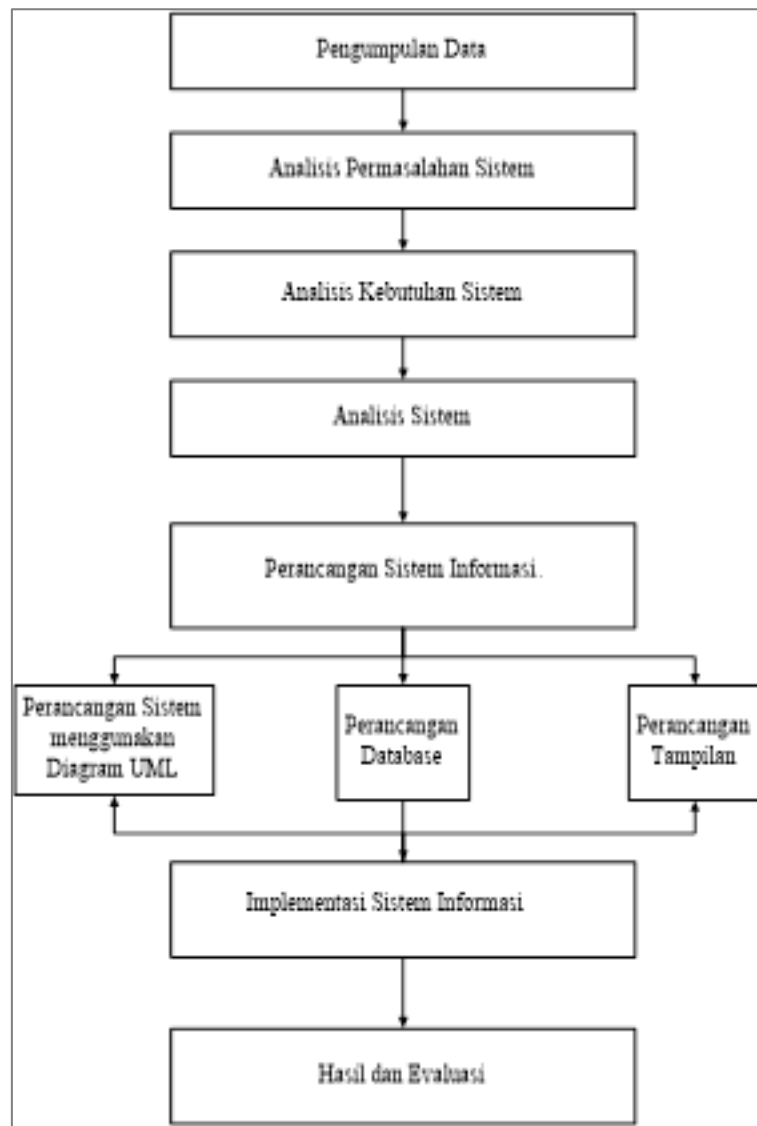 Pengumpulan Data
Analisis Permasalahan Sistem
Analisis Kebutuhan Sistem
Analisis Sistem
Perancangan Sistem Informasi.
Perancangan Sistem
menggunakan
Diagram UML
Perancangan
Database
Perancangan
Tampilan
Implementasi Sistem Informasi
Hasil dan Evaluasi